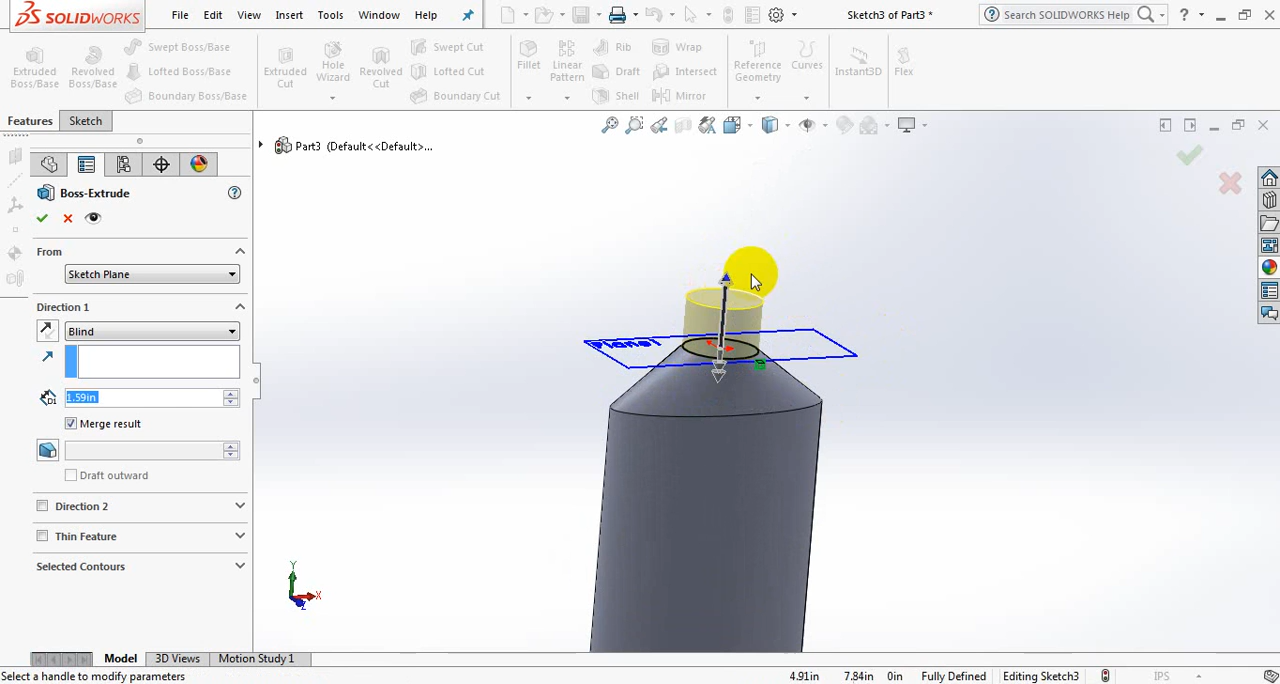 SOLIDWORKS
File Edit View Insert Tools Window Help
Sketch3 of Part3 *
Search SOLIDWORKS Help
Extruded Boss/Base
Revolved Boss/Base
Swept Boss/Base
Lofted Boss/Base
Boundary Boss/Base
Extruded Cut
Hole Wizard
Revolved Cut
Swept Cut
Lofted Cut
Boundary Cut
Fillet
Linear Pattern
Rib
Draft
Shell
Wrap
Intersect
Mirror
Reference Geometry
Curves
Instant3D
Flex
Features Sketch
Part3 (Default<<Default>...
Boss-Extrude
From
Sketch Plane
Direction 1
Blind
D1
1.59in
Merge result
Draft outward
Direction 2
Thin Feature
Selected Contours
Plane1
Y
X
Z
Model 3D Views Motion Study 1
Select a handle to modify parameters
4.91in 7.84in 0in Fully Defined Editing Sketch3 IPS